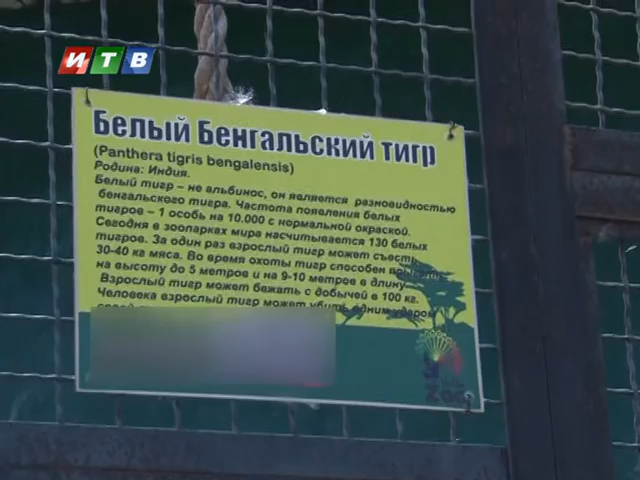 ИТВ
Белый Бенгальский тигр
(Panthera tigris bengalensis)
Родина: Индия.
Белый тигр – не альбинос, он является разновидностью
бенгальского тигра. Частота появления белых
тигров – 1 особь на 10.000 с нормальной окраской.
Сегодня в зоопарках мира насчитывается 130 белых
тигров. За один раз взрослый тигр может съесть
30-40 кг мяса. Во время охоты тигр способен
на высоту до 5 метров и на 9-10 метров в длину.
Взрослый тигр может бежать с добычей в 100 кг.
Человека взрослый тигр может убить одним ударом